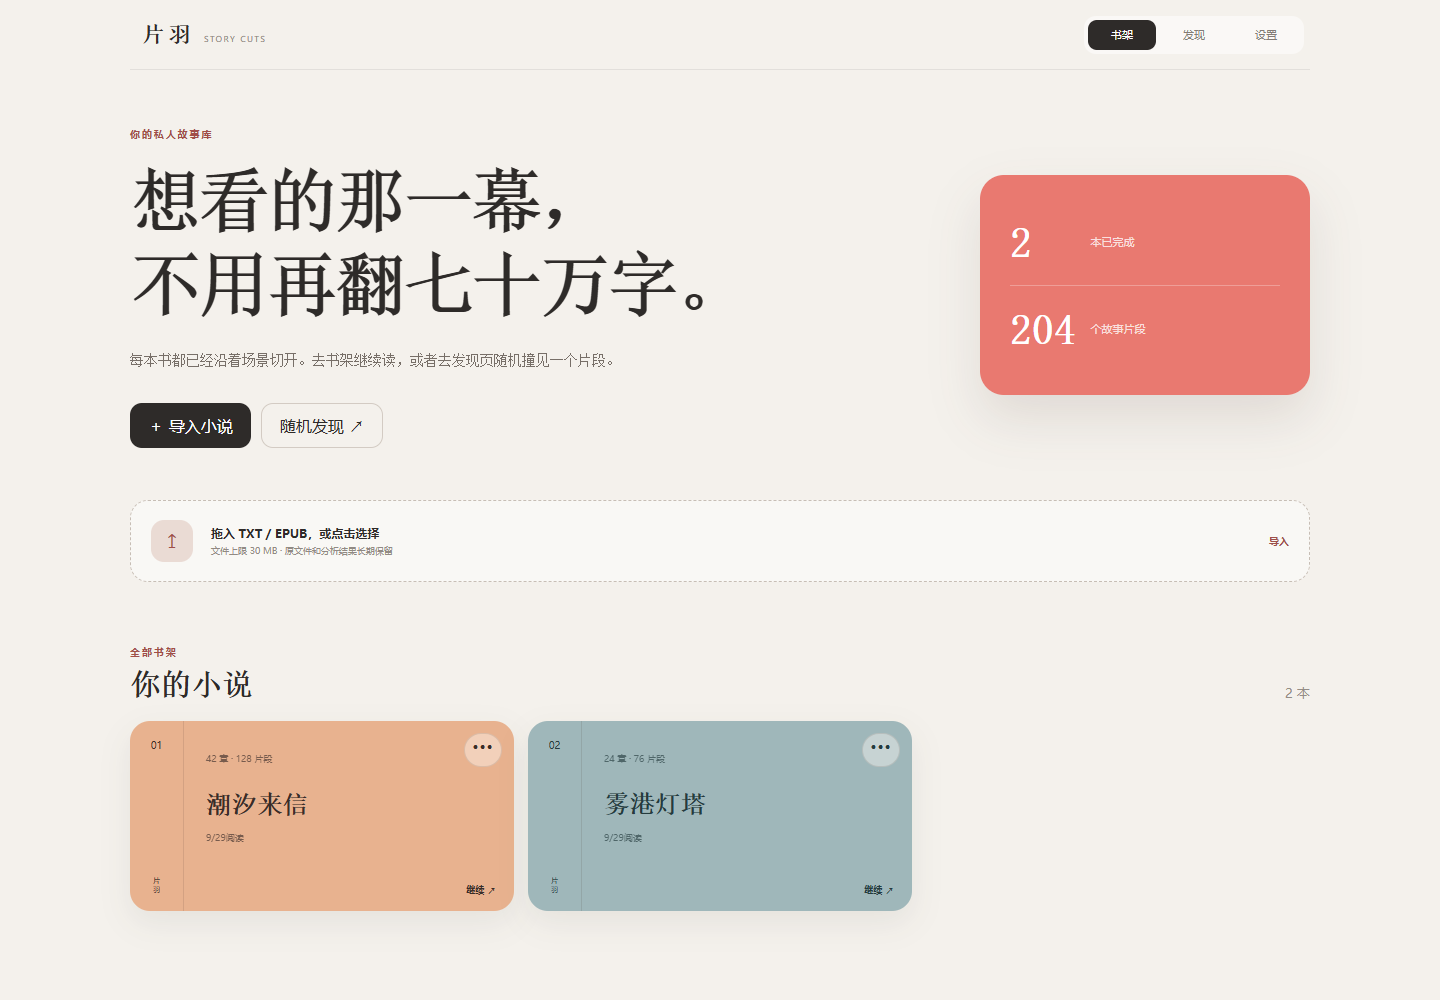 片羽 STORY CUTS
书架 发现 设置
你的私人故事库
想看的那一幕，
不用再翻七十万字。
每本书都已经沿着场景切开。去书架继续读，或者去发现页随机撞见一个片段。
+ 导入小说 随机发现 ↗
2 本已完成
204 个故事片段
↥
拖入 TXT / EPUB，或点击选择
文件上限 30 MB · 原文件和分析结果长期保留
导入
全部书架
你的小说
2 本
01
42 章 · 128 片段
•••
潮汐来信
9/29阅读
片
羽
继续 ↗
02
24 章 · 76 片段
•••
雾港灯塔
9/29阅读
片
羽
继续 ↗